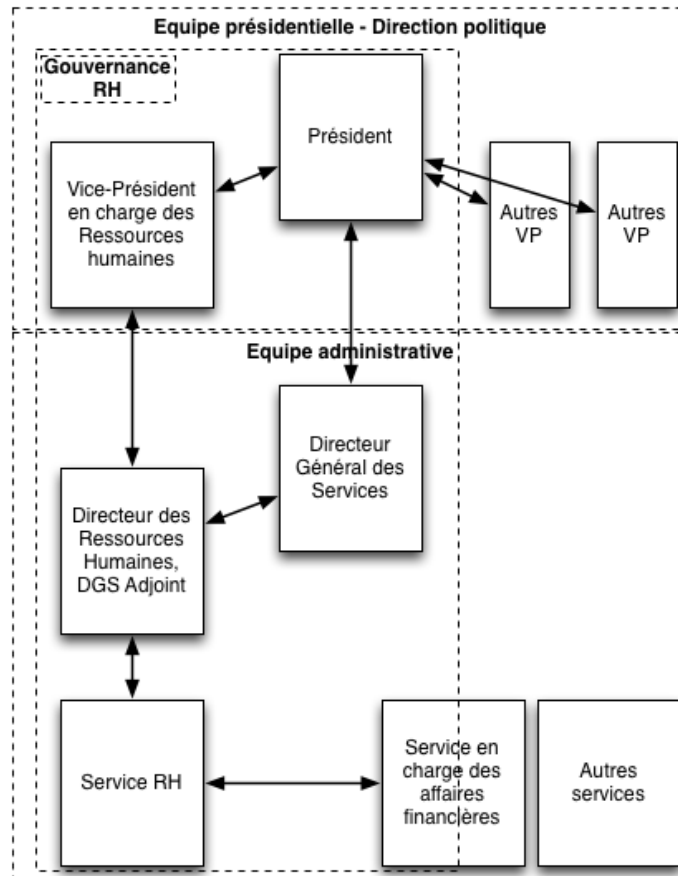 Equipe présidentielle - Direction politique
Gouvernance
RH
Président
Vice-Président
en charge des
Ressources
humaines
Autres
VP
Autres
VP
Equipe administrative
Directeur
Général des
Services
Directeur des
Ressources
Humaines,
DGS Adjoint
Service RH
Service en
charge des
affaires
financières
Autres
services